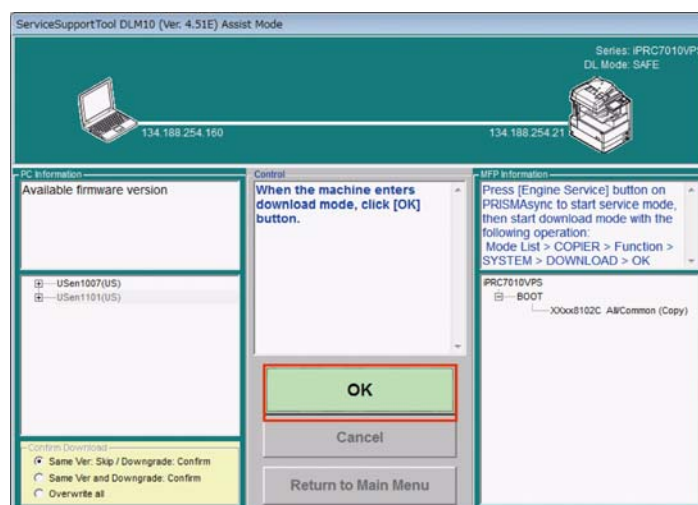 ServiceSupportTool DLM10 (Ver. 4.51E) Assist Mode
Series: iPRC7010VPS
DL Mode: SAFE
134.188.254.160
134.188.254.21
PC Information
Available firmware version
USen1007(US)
USen1101(US)
Confirm Download
Same Ver: Skip / Downgrade: Confirm
Same Ver and Downgrade: Confirm
Overwrite all
Control
When the machine enters
download mode, click [OK]
button.
OK
Cancel
Return to Main Menu
MFP Information
Press [Engine Service] button on
PRISMAsync to start service mode,
then start download mode with the
following operation:
Mode List > COPIER > Function >
SYSTEM > DOWNLOAD > OK
iPRC7010VPS
BOOT
XXxx8102C All/Common (Copy)